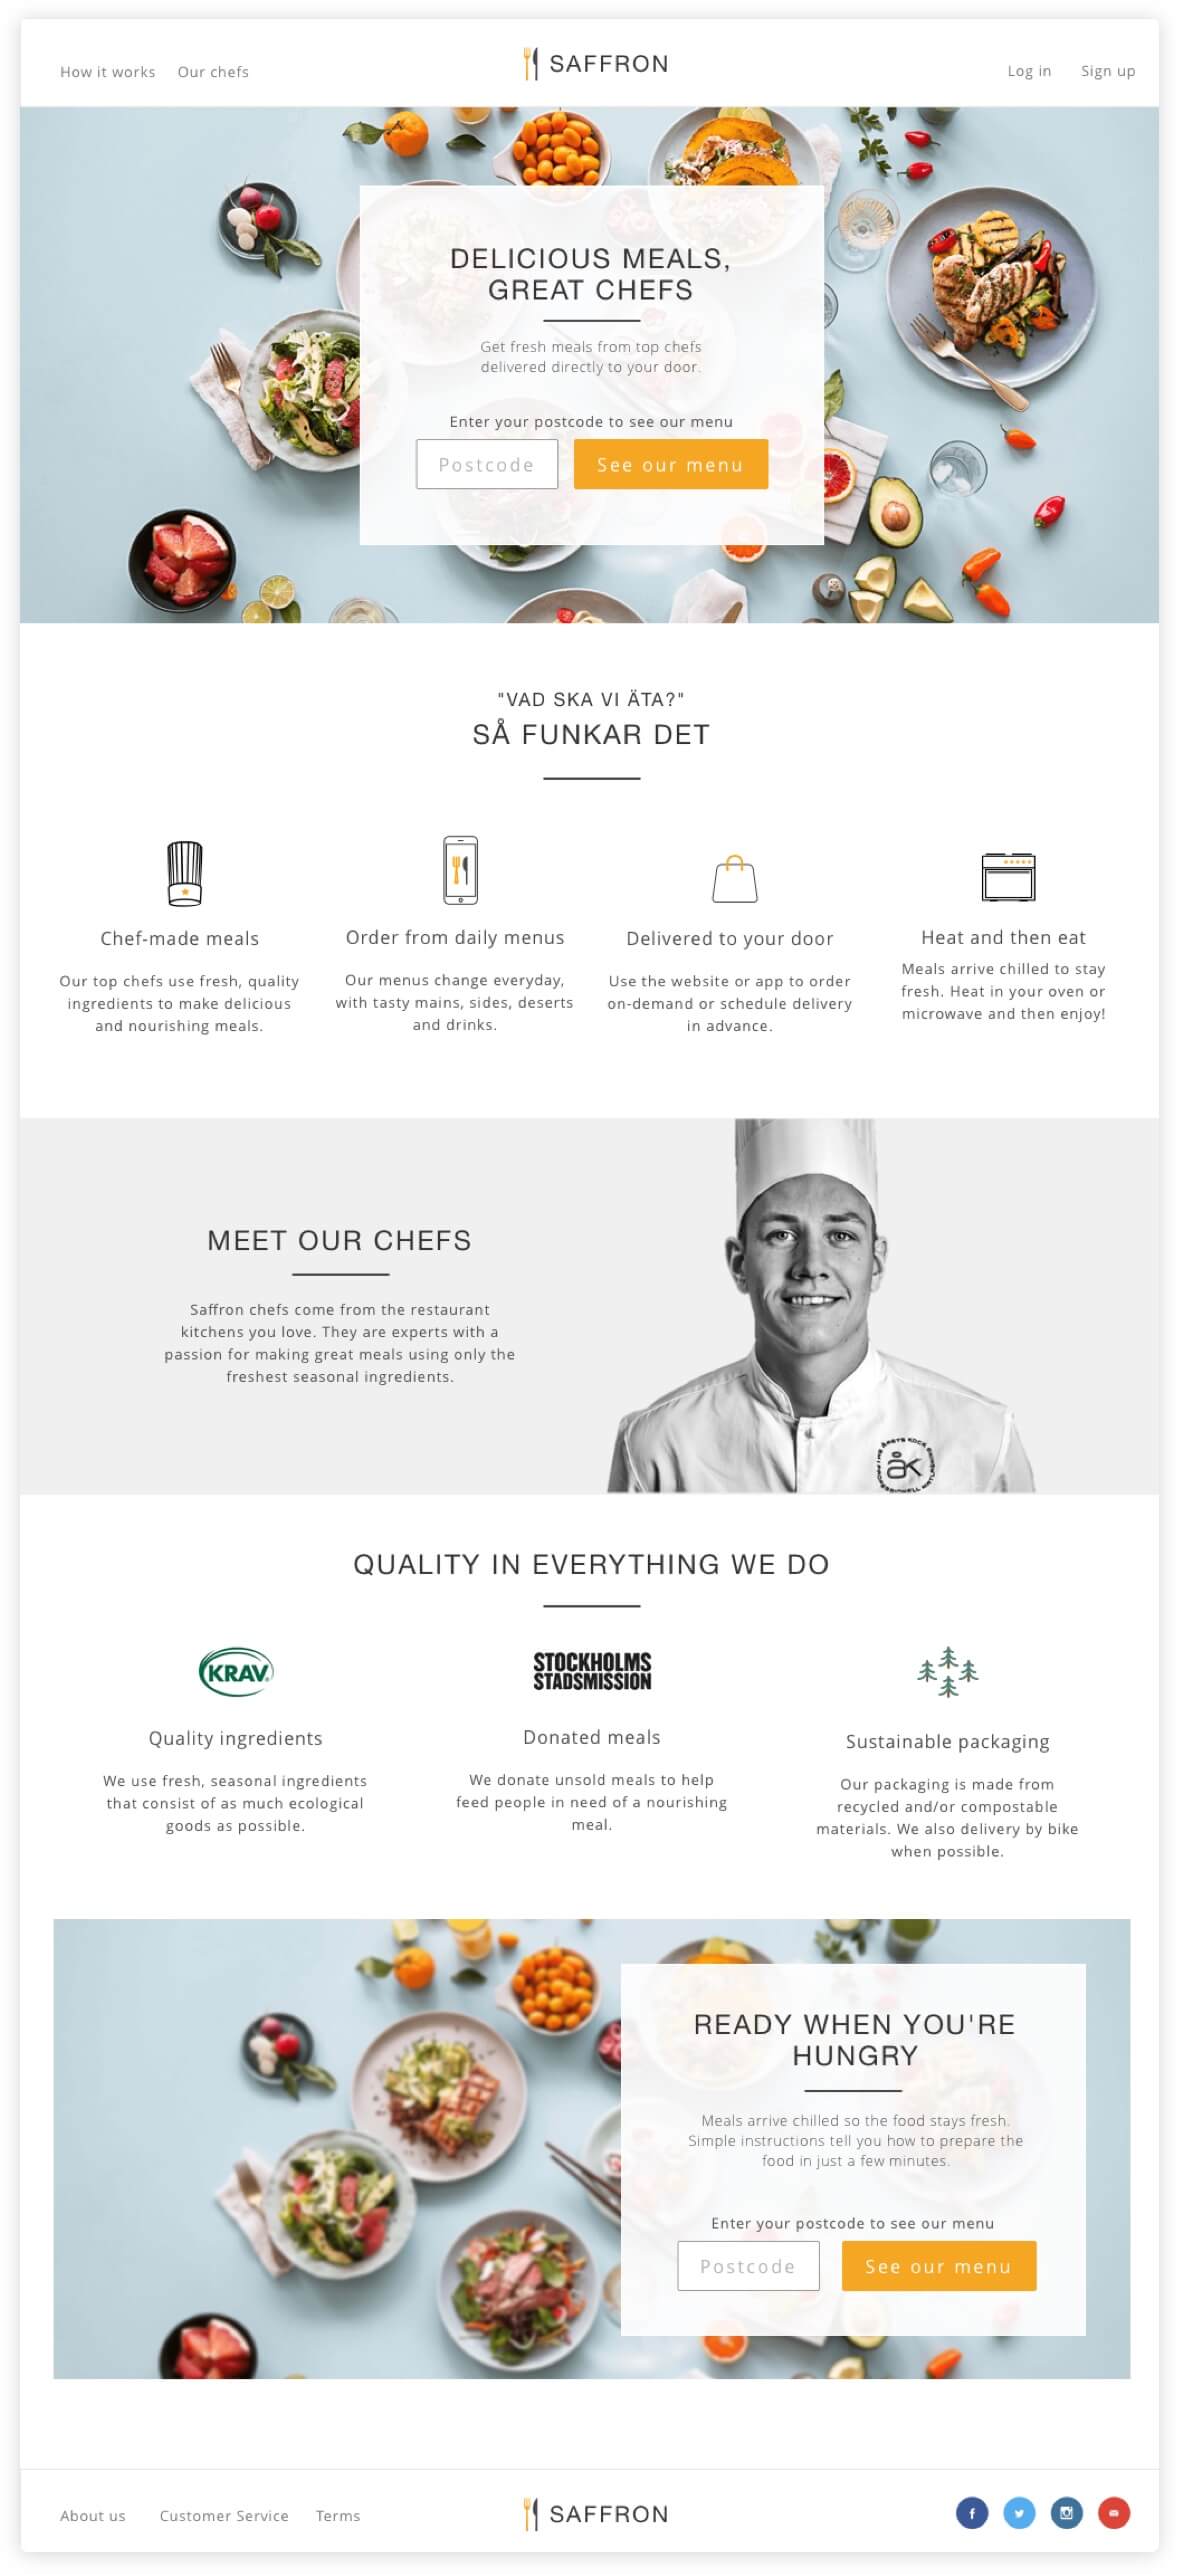 How it works
Our chefs
SAFFRON
Log in
Sign up
DELICIOUS MEALS,
GREAT CHEFS
Get fresh meals from top chefs
delivered directly to your door.
Enter your postcode to see our menu
Postcode
See our menu
"VAD SKA VI ÄTA?"
SÅ FUNKAR DET
Chef-made meals
Our top chefs use fresh, quality
ingredients to make delicious
and nourishing meals.
Order from daily menus
Our menus change everyday,
with tasty mains, sides, deserts
and drinks.
Delivered to your door
Use the website or app to order
on-demand or schedule delivery
in advance.
Heat and then eat
Meals arrive chilled to stay
fresh. Heat in your oven or
microwave and then enjoy!
MEET OUR CHEFS
Saffron chefs come from the restaurant
kitchens you love. They are experts with a
passion for making great meals using only the
freshest seasonal ingredients.
ÅRETS KOCK
åK
QUALITY IN EVERYTHING WE DO
KRAV
Quality ingredients
We use fresh, seasonal ingredients
that consist of as much ecological
goods as possible.
STOCKHOLMS
STADSMISSION
Donated meals
We donate unsold meals to help
feed people in need of a nourishing
meal.
Sustainable packaging
Our packaging is made from
recycled and/or compostable
materials. We also delivery by bike
when possible.
READY WHEN YOU'RE
HUNGRY
Meals arrive chilled so the food stays fresh.
Simple instructions tell you how to prepare the
food in just a few minutes.
Enter your postcode to see our menu
Postcode
See our menu
About us
Customer Service
Terms
SAFFRON